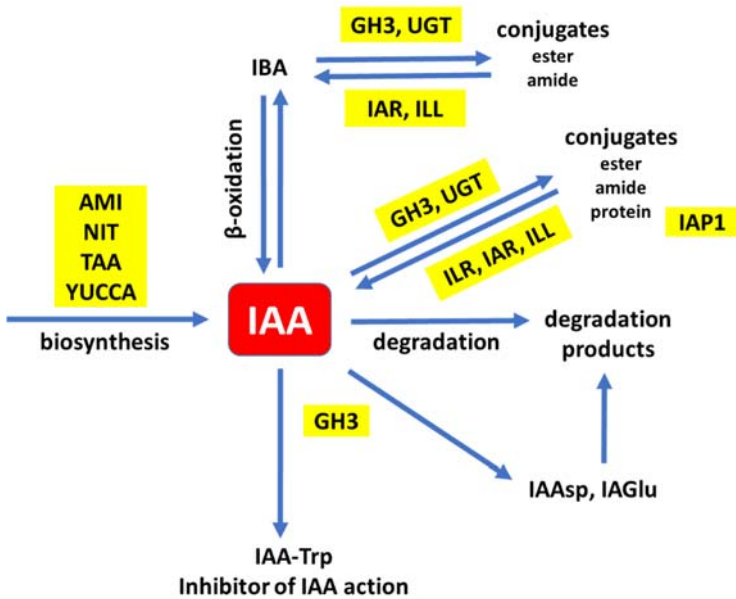 GH3, UGT
conjugates
ester
amide
IBA
IAR, ILL
β-oxidation
conjugates
ester
amide
protein
IAP1
GH3, UGT
ILR, IAR, ILL
AMI
NIT
TAA
YUCCA
biosynthesis
IAA
degradation
degradation
products
GH3
IAAsp, IAGlu
IAA-Trp
Inhibitor of IAA action